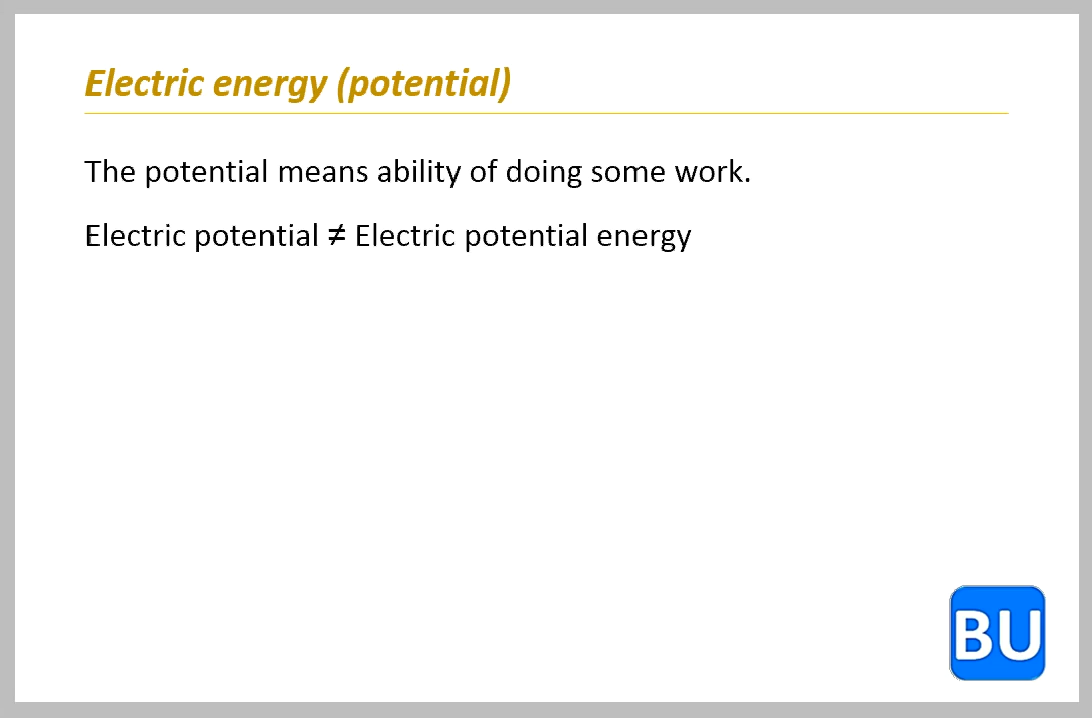 Electric energy (potential)
The potential means ability of doing some work.
Electric potential ≠ Electric potential energy
BU